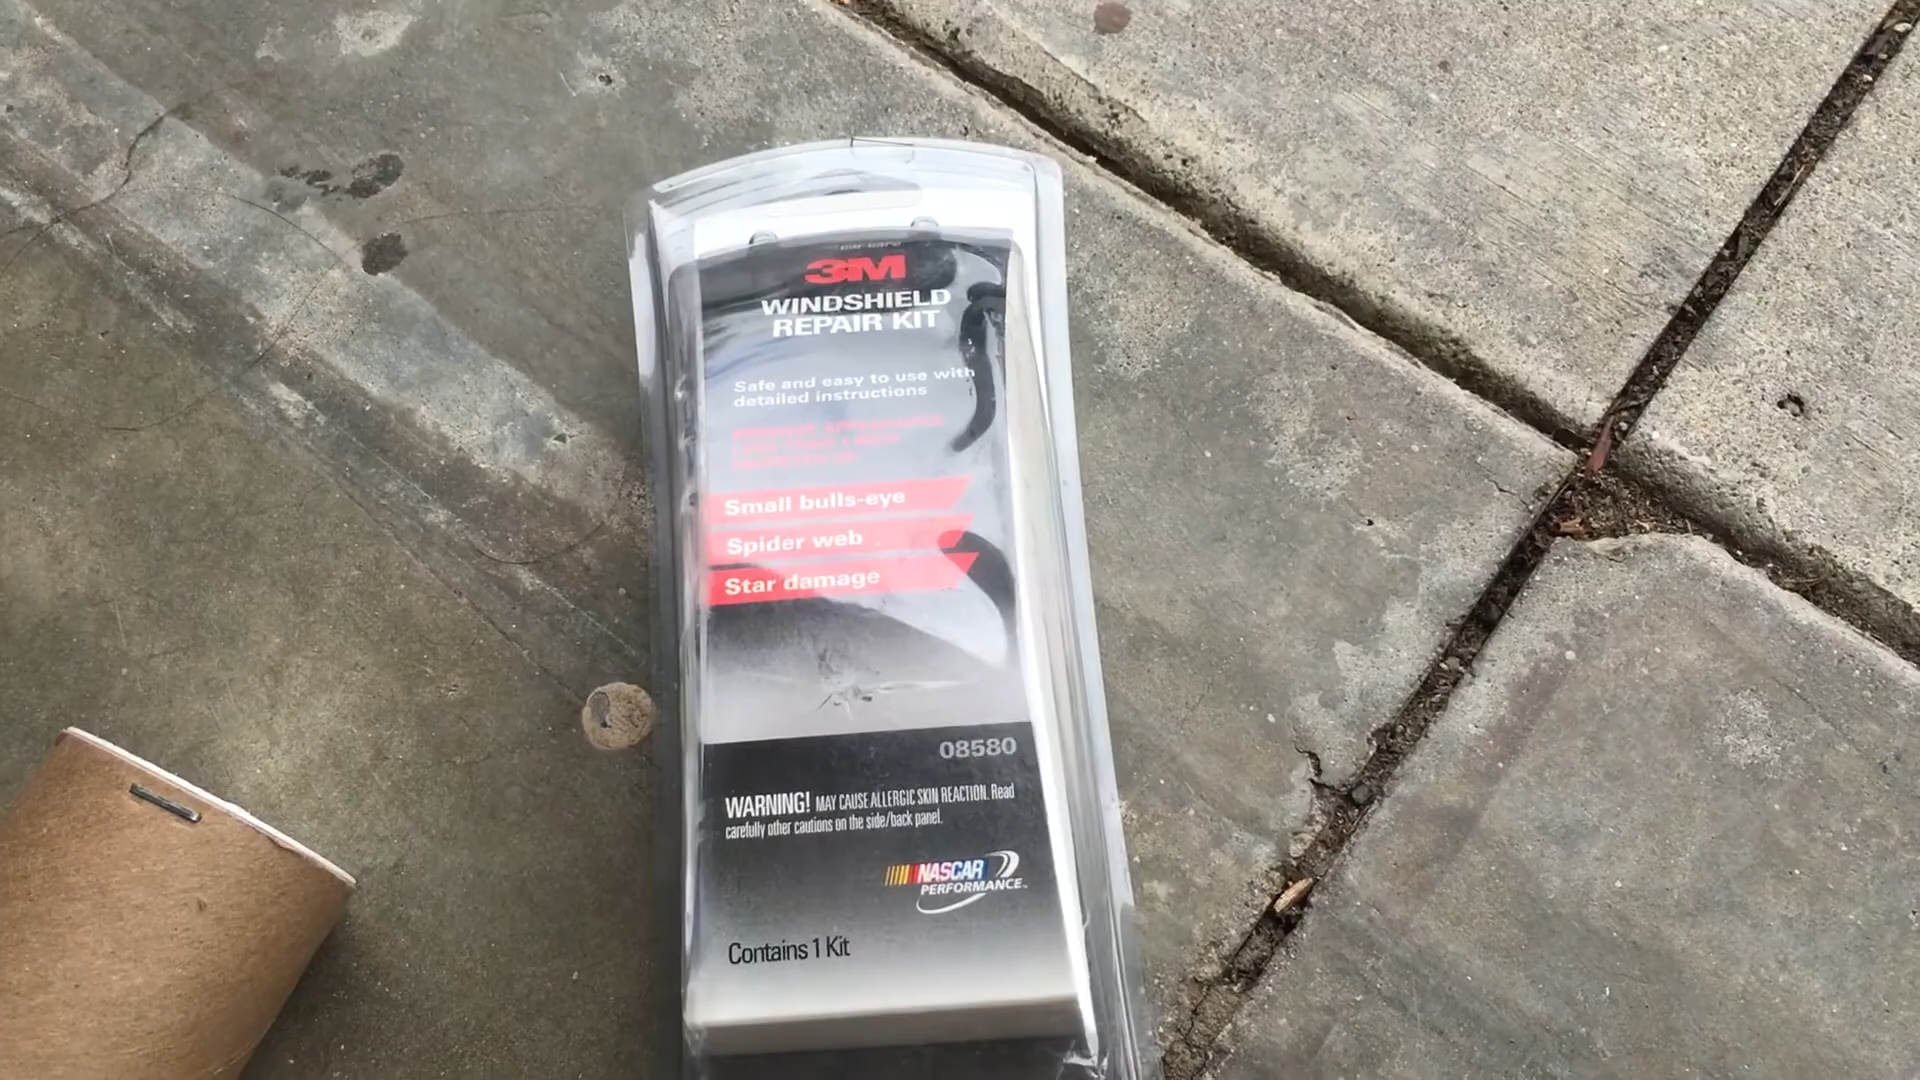 3M
WINDSHIELD
REPAIR KIT
Safe and easy to use with
detailed instructions
Small bulls-eye
Spider web
Star damage
08580
WARNING! MAY CAUSE ALLERGIC SKIN REACTION. Read
carefully other cautions on the side/back panel.
NASCAR
PERFORMANCE
Contains 1 Kit